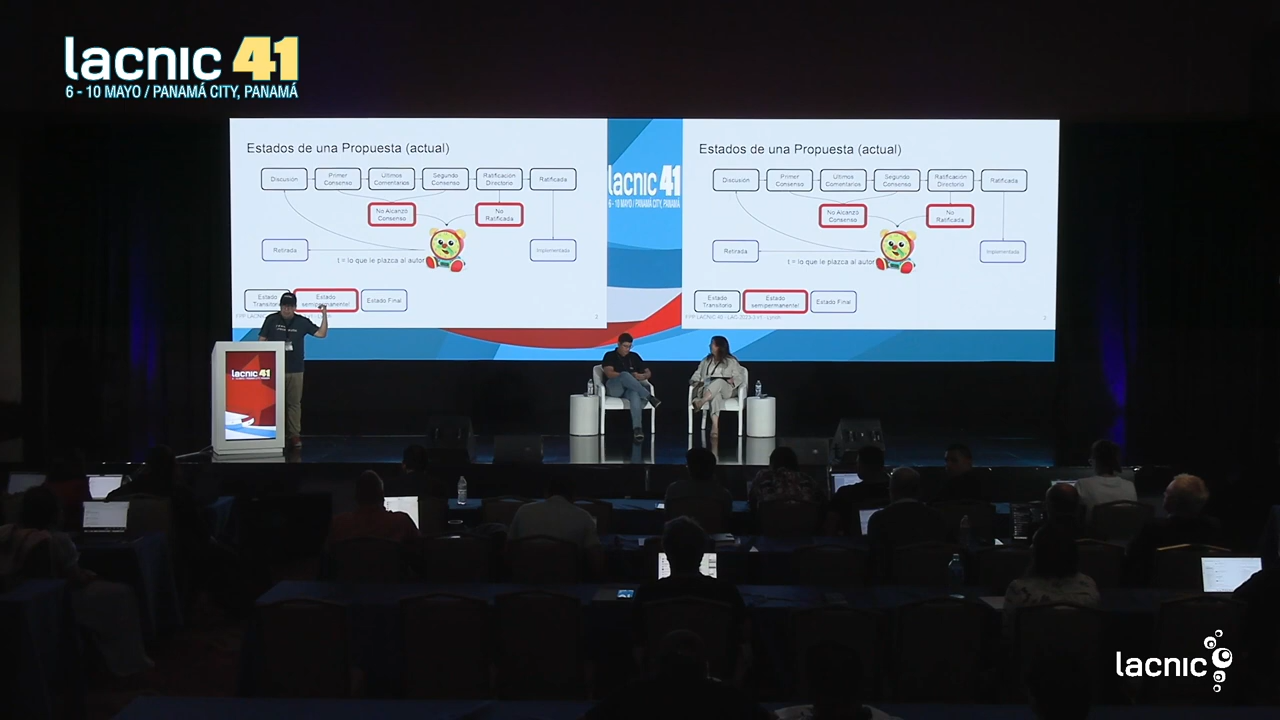 lacnic 41
6 - 10 MAYO / PANAMÁ CITY, PANAMÁ
Estados de una Propuesta (actual)
Discusión
Primer
Consenso
Últimos
Comentarios
Segundo
Consenso
Ratificación
Directorio
Ratificada
No Alcanzó
Consenso
No
Ratificada
Retirada
Implementada
t = lo que le plazca al autor
Estado
Transitorio
Estado
semipermanente
Estado Final
lacnic 41
6 - 10 MAYO / PANAMÁ CITY, PANAMÁ
Estados de una Propuesta (actual)
Discusión
Primer
Consenso
Últimos
Comentarios
Segundo
Consenso
Ratificación
Directorio
Ratificada
No Alcanzó
Consenso
No
Ratificada
Retirada
Implementada
t = lo que le plazca al autor
Estado
Transitorio
Estado
semipermanente
Estado Final
lacnic 41
lacnic